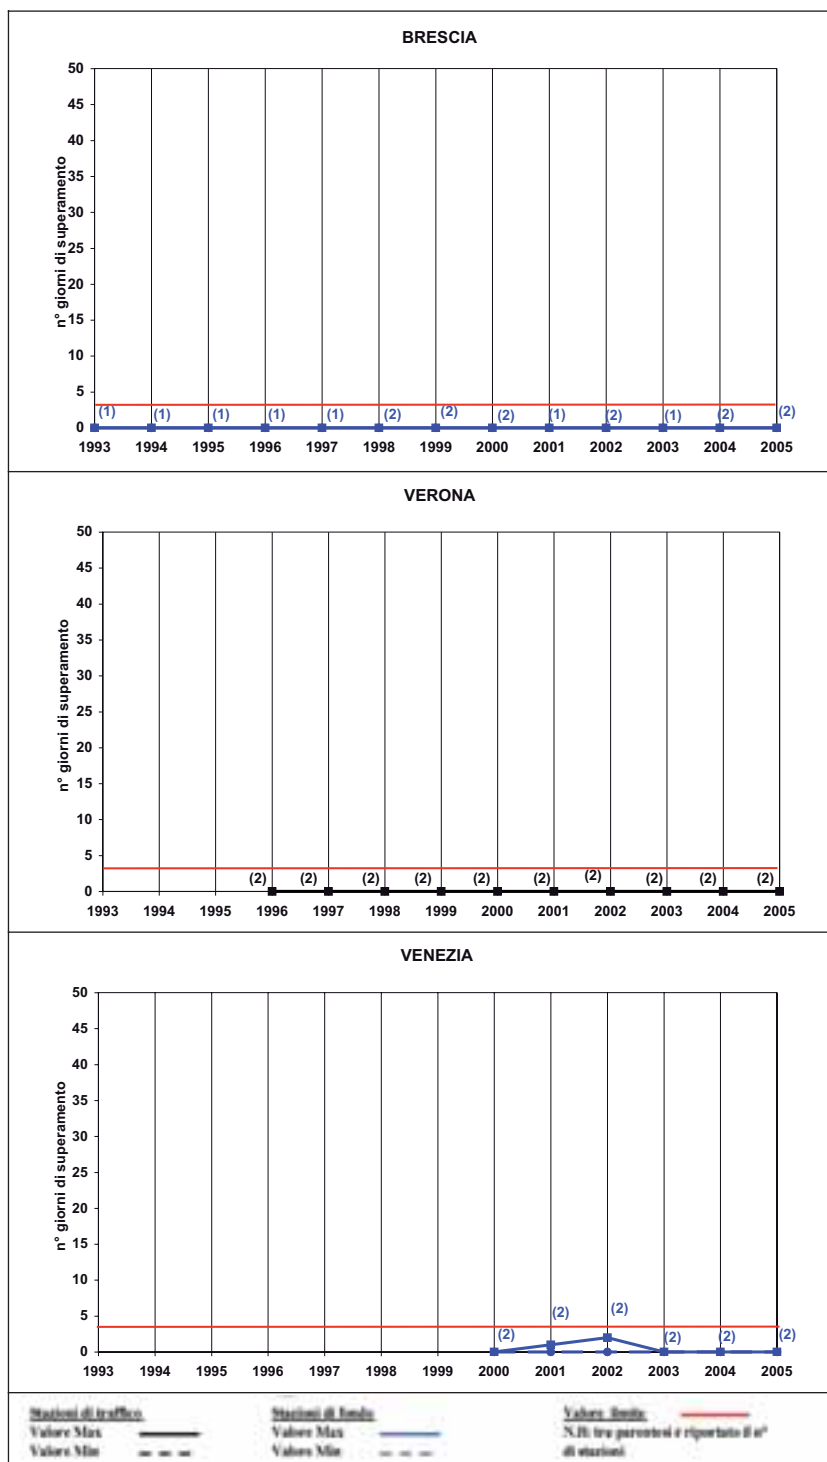 BRESCIA
n° giorni di superamento
50
45
40
35
30
25
20
15
10
5
0
(1) (1) (1) (1) (1) (2) (2) (2) (1) (2) (1) (2) (2)
1993 1994 1995 1996 1997 1998 1999 2000 2001 2002 2003 2004 2005
VERONA
n° giorni di superamento
50
45
40
35
30
25
20
15
10
5
0
(2) (2) (2) (2) (2) (2) (2) (2) (2) (2)
1993 1994 1995 1996 1997 1998 1999 2000 2001 2002 2003 2004 2005
VENEZIA
n° giorni di superamento
50
45
40
35
30
25
20
15
10
5
0
(2) (2) (2) (2) (2) (2)
1993 1994 1995 1996 1997 1998 1999 2000 2001 2002 2003 2004 2005
Stazioni di traffico
Valore Max
Valore Min
Stazioni di fondo
Valore Max
Valore Min
Valore limite
N.B: tra parentesi è riportato il n°
di stazioni